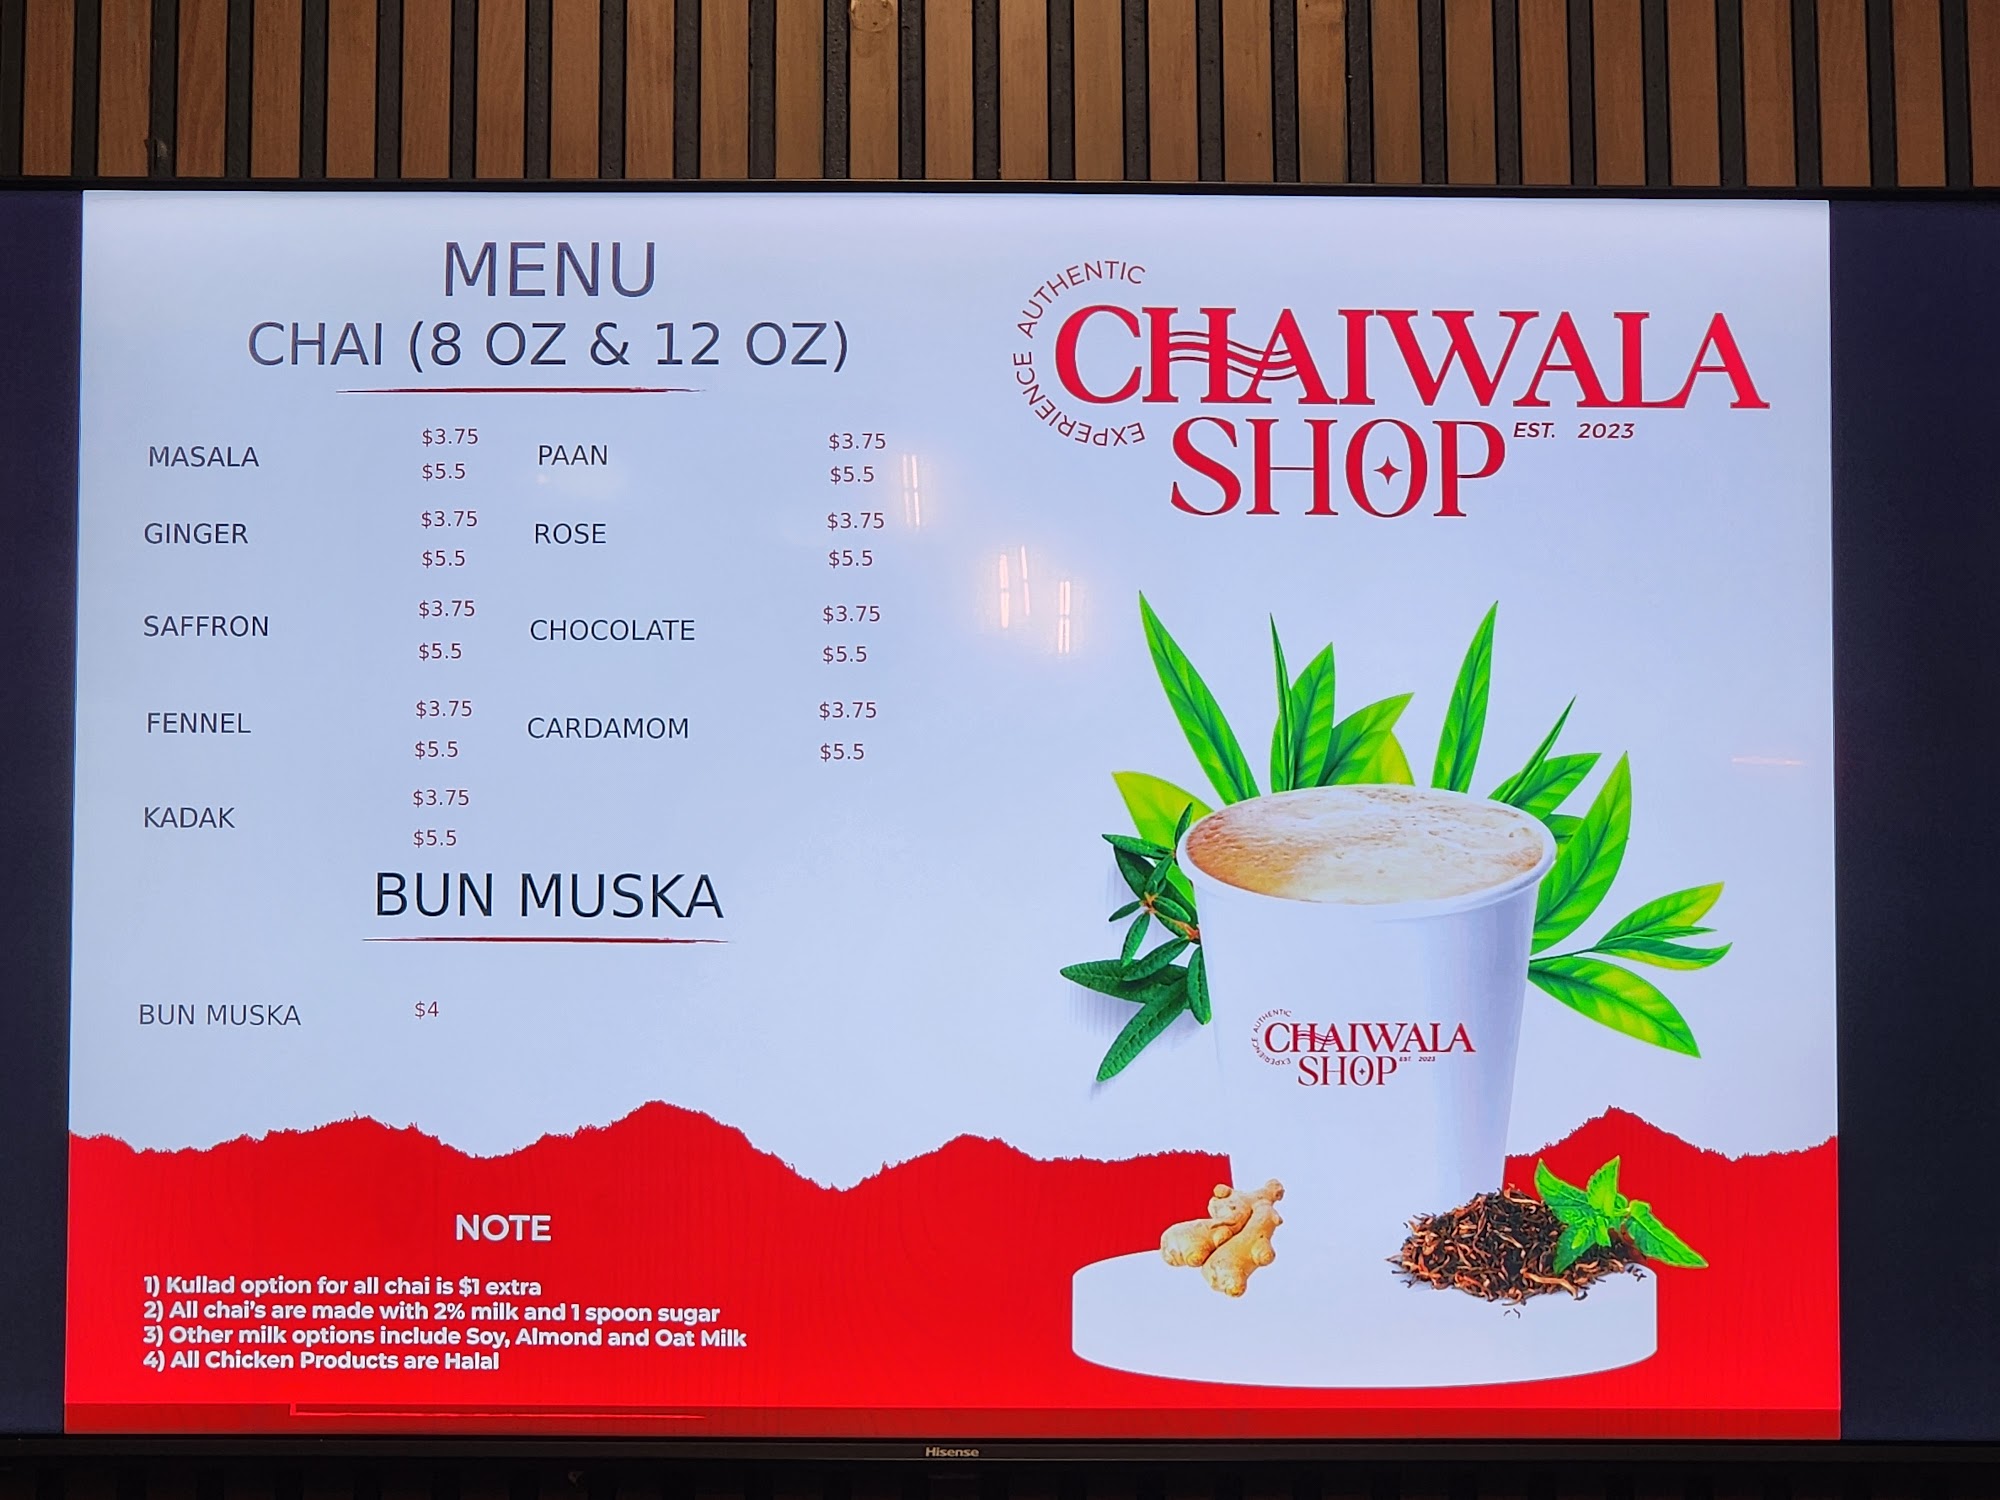 MENU
CHAI (8 OZ & 12 OZ)
MASALA $3.75 $5.5
PAAN $3.75 $5.5
GINGER $3.75 $5.5
ROSE $3.75 $5.5
SAFFRON $3.75 $5.5
CHOCOLATE $3.75 $5.5
FENNEL $3.75 $5.5
CARDAMOM $3.75 $5.5
KADAK $3.75 $5.5
BUN MUSKA
BUN MUSKA $4
NOTE
1) Kullad option for all chai is $1 extra
2) All chai's are made with 2% milk and 1 spoon sugar
3) Other milk options include Soy, Almond and Oat Milk
4) All Chicken Products are Halal
EXPERIENCE AUTHENTIC
CHAIWALA
SHOP
EST. 2023
EXPERIENCE AUTHENTIC
CHAIWALA
SHOP
EST 2023
Hisense